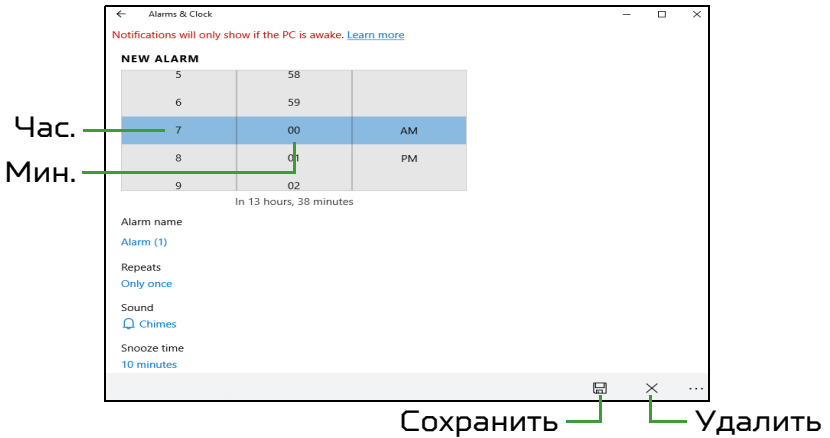 Alarms & Clock
Notifications will only show if the PC is awake. Learn more
NEW ALARM
5 58
6 59
Час. 7 00 AM
8 01 PM
Мин.
9 02
In 13 hours, 38 minutes
Alarm name
Alarm (1)
Repeats
Only once
Sound
Chimes
Snooze time
10 minutes
Сохранить Удалить